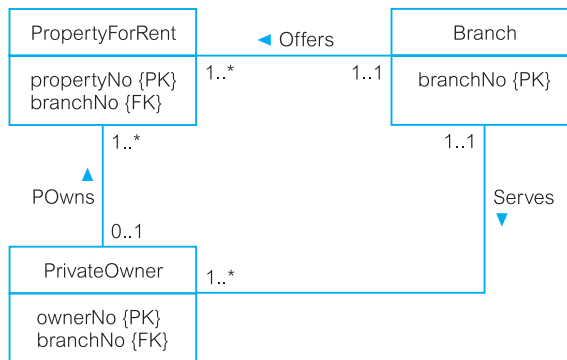 PropertyForRent
propertyNo {PK}
branchNo {FK}
◄ Offers
1..*
1..1
Branch
branchNo {PK}
1..*
▲
POwns
0..1
1..1
Serves
▼
PrivateOwner
ownerNo {PK}
branchNo {FK}
1..*